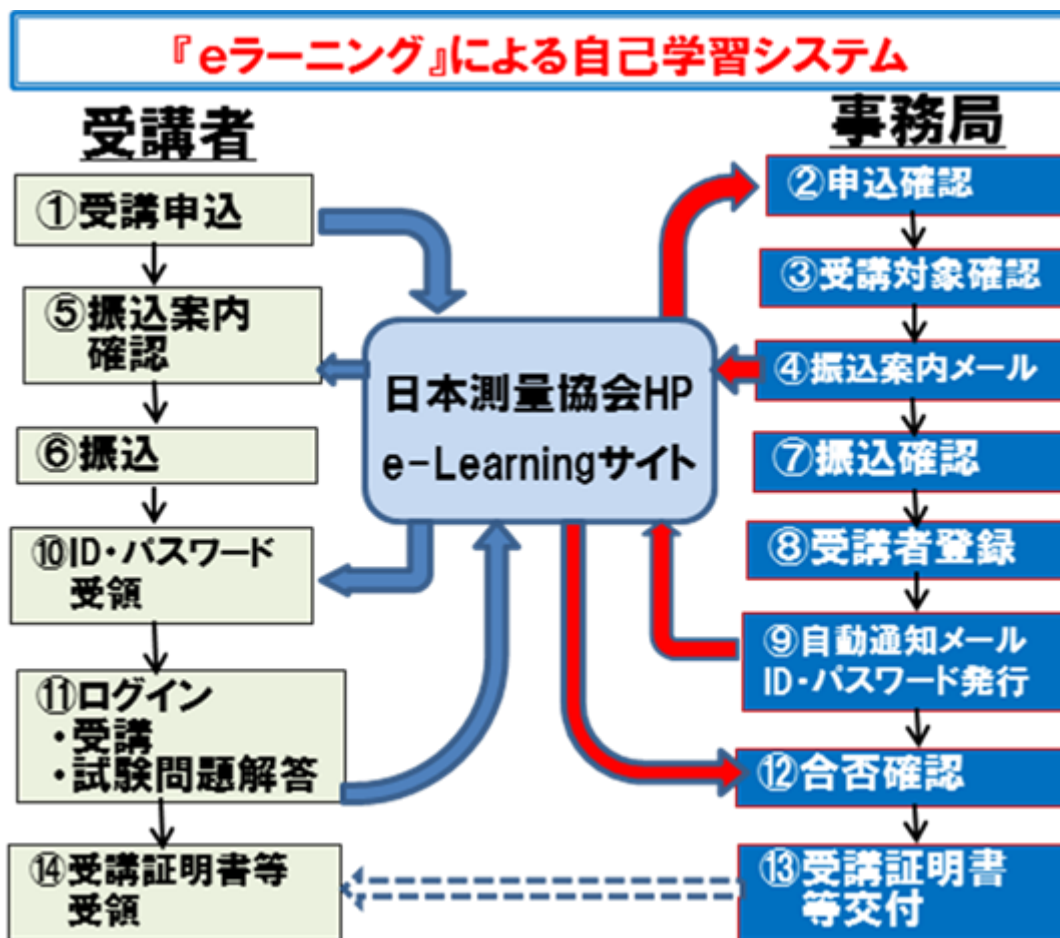 『eラーニング』による自己学習システム
受講者
①受講申込
⑤振込案内
確認
⑥振込
⑩ID・パスワード
受領
⑪ログイン
・受講
・試験問題解答
⑭受講証明書等
受領
日本測量協会HP
e-Learningサイト
事務局
②申込確認
③受講対象確認
④振込案内メール
⑦振込確認
⑧受講者登録
⑨自動通知メール
ID・パスワード発行
⑫合否確認
⑬受講証明書
等交付